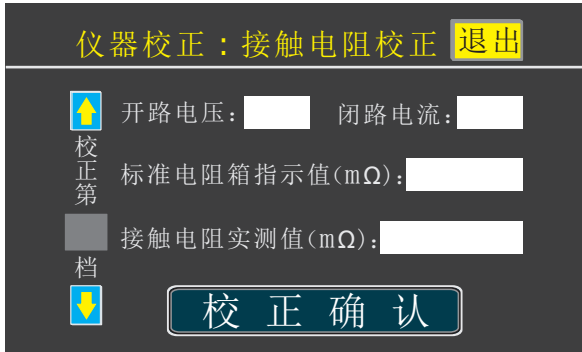 仪器校正：接触电阻校正 退出
开路电压： 闭路电流：
校正第
标准电阻箱指示值(mΩ)：
接触电阻实测值(mΩ)：
档
校正确认